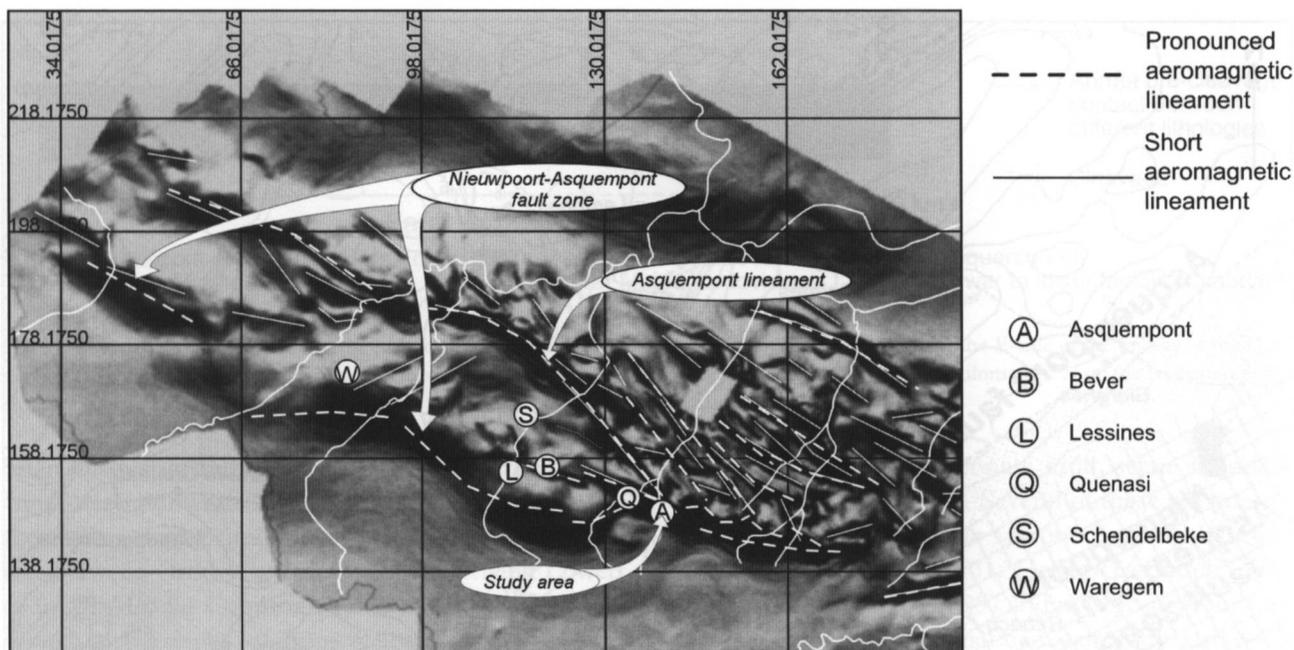 34.0175
66.0175
98.0175
130.0175
162.0175
218.1750
198.1750
178.1750
158.1750
138.1750
Nieuwpoort-Asquempont
fault zone
Asquempont lineament
Study area
W
S
L
B
Q
A
Pronounced
aeromagnetic
lineament
Short
aeromagnetic
lineament
A Asquempont
B Bever
L Lessines
Q Quenasi
S Schendelbeke
W Waregem